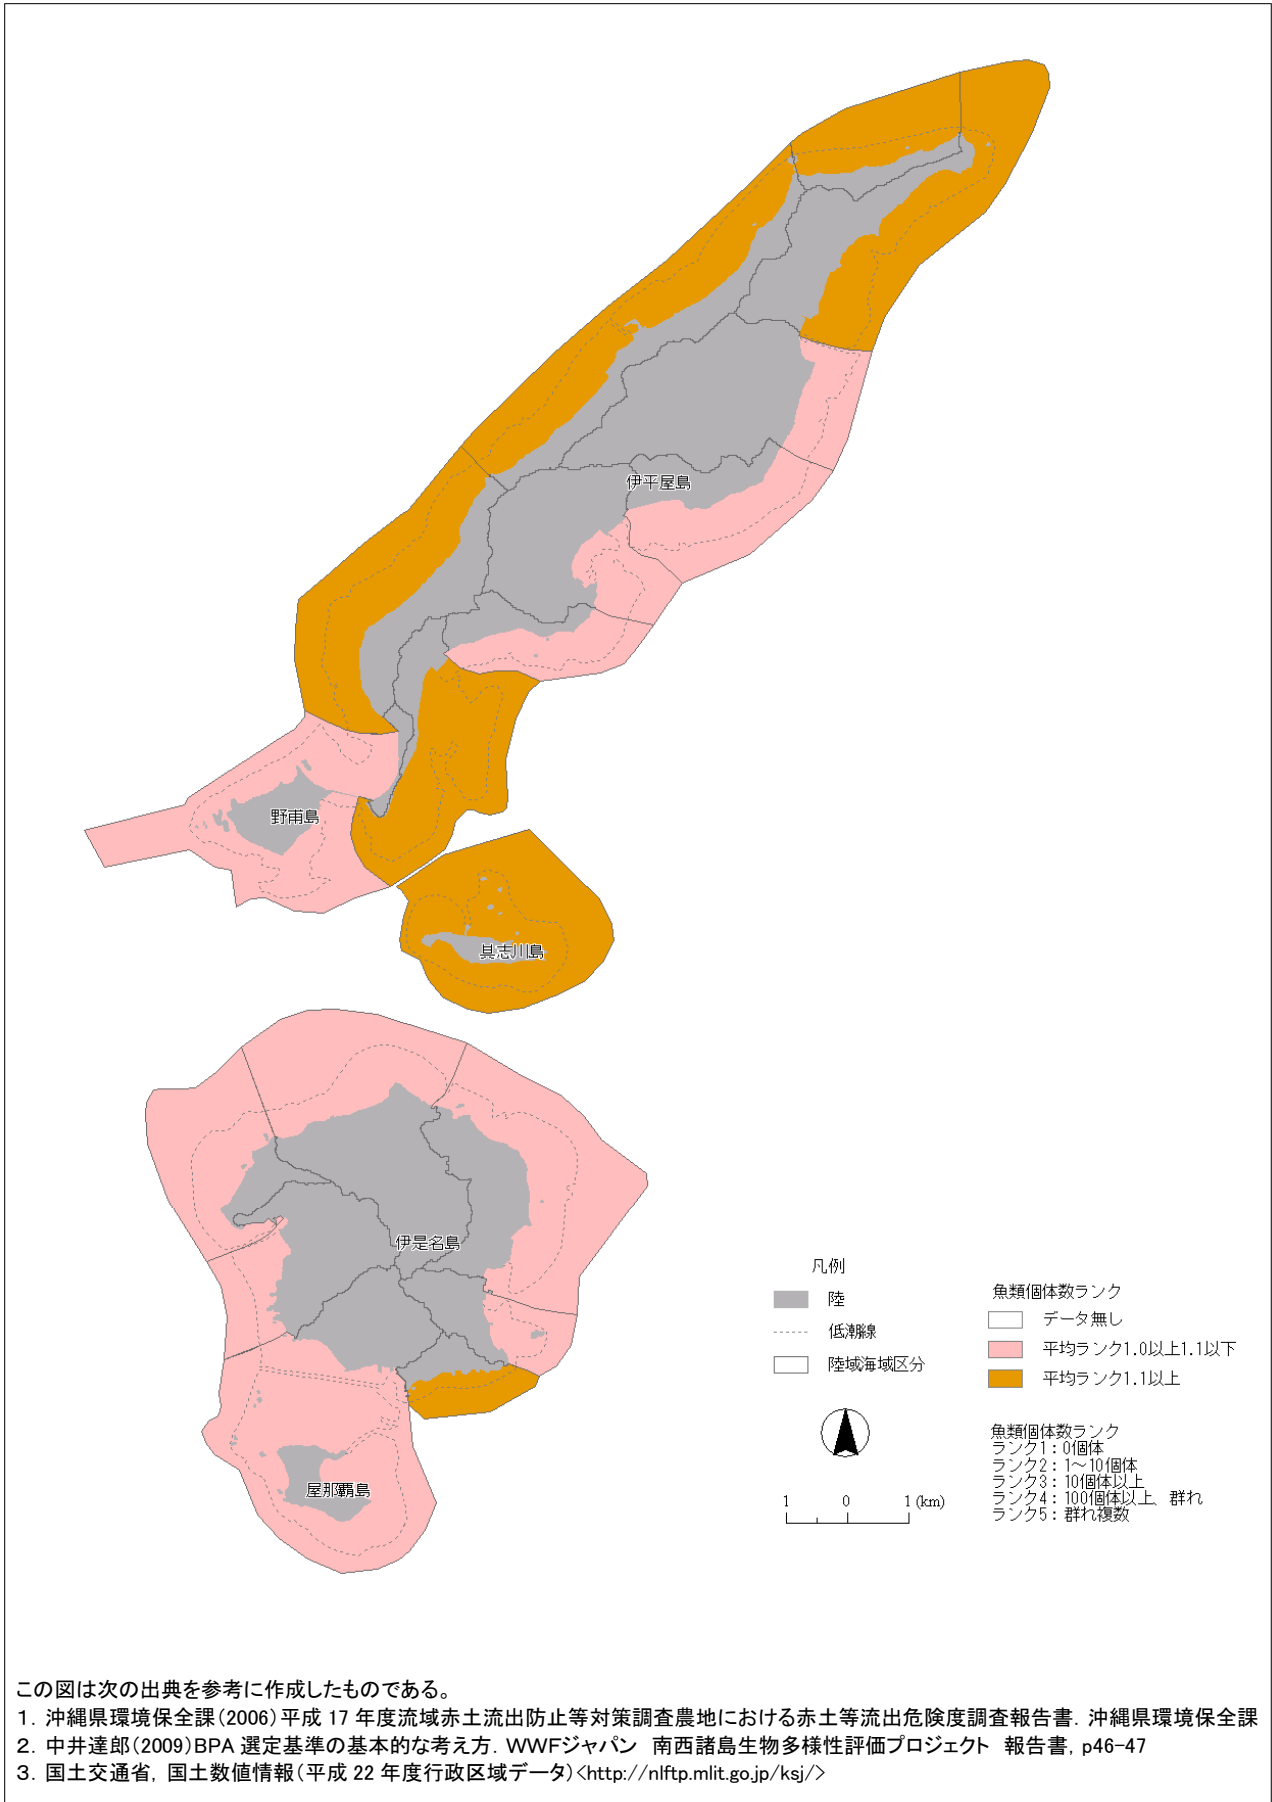 伊平屋島
野甫島
具志川島
伊是名島
屋那覇島
凡例
陸
低潮線
陸域海域区分
魚類個体数ランク
データ無し
平均ランク1.0以上1.1以下
平均ランク1.1以上
1 0 1 (km)
魚類個体数ランク
ランク1：0個体
ランク2：1～10個体
ランク3：10個体以上
ランク4：100個体以上、群れ
ランク5：群れ複数
この図は次の出典を参考に作成したものである。
1．沖縄県環境保全課（2006）平成 17 年度流域赤土流出防止等対策調査農地における赤土等流出危険度調査報告書．沖縄県環境保全課
2．中井達郎（2009）BPA 選定基準の基本的な考え方．WWFジャパン　南西諸島生物多様性評価プロジェクト　報告書，p46-47
3．国土交通省，国土数値情報（平成 22 年度行政区域データ）<http://nlftp.mlit.go.jp/ksj/>